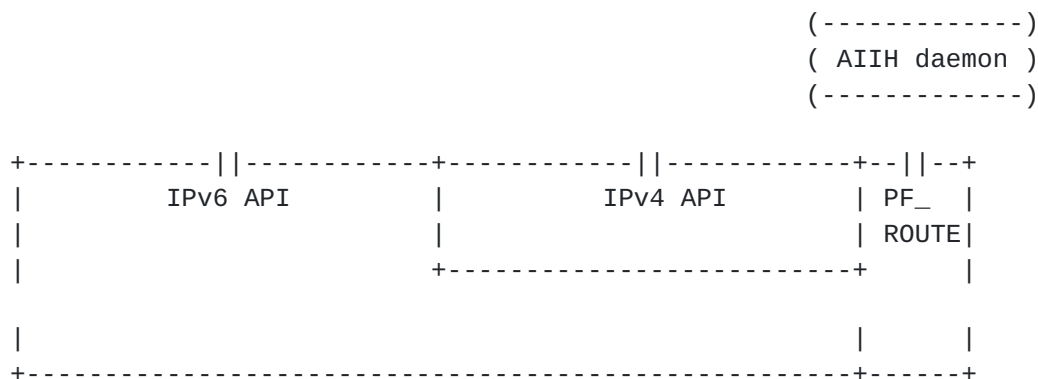 (-------------)
( AIIH daemon )
(-------------)
+------------||------------+------------||------------+--||--+
| IPv6 API | IPv4 API | PF_ |
| | | ROUTE|
| +--------------------------+ |
| | |
+-----------------------------------------------------+------+